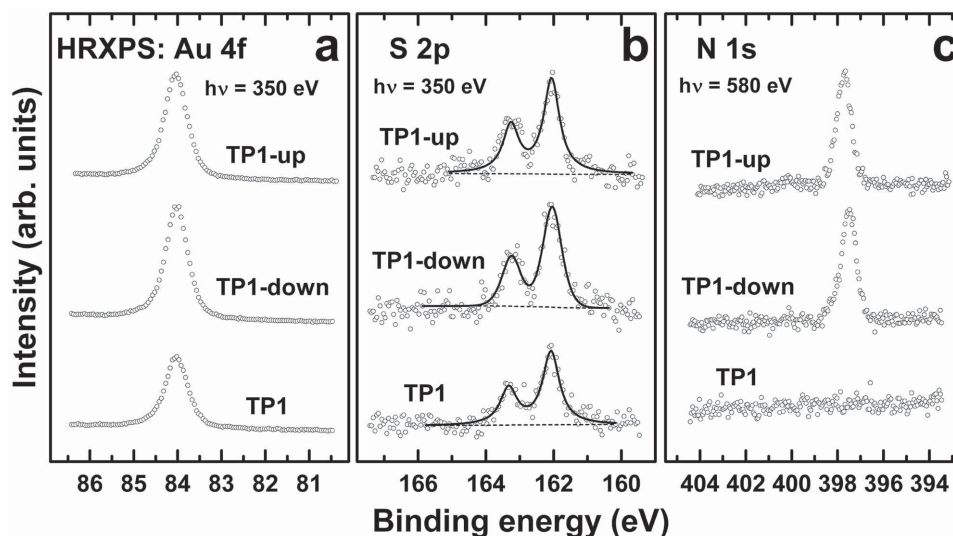 HRXPS: Au 4f
a
hν = 350 eV
TP1-up
TP1-down
TP1
86 85 84 83 82 81
S 2p
b
hν = 350 eV
TP1-up
TP1-down
TP1
166 164 162 160
N 1s
c
hν = 580 eV
TP1-up
TP1-down
TP1
404 402 400 398 396 394
Intensity (arb. units)
Binding energy (eV)